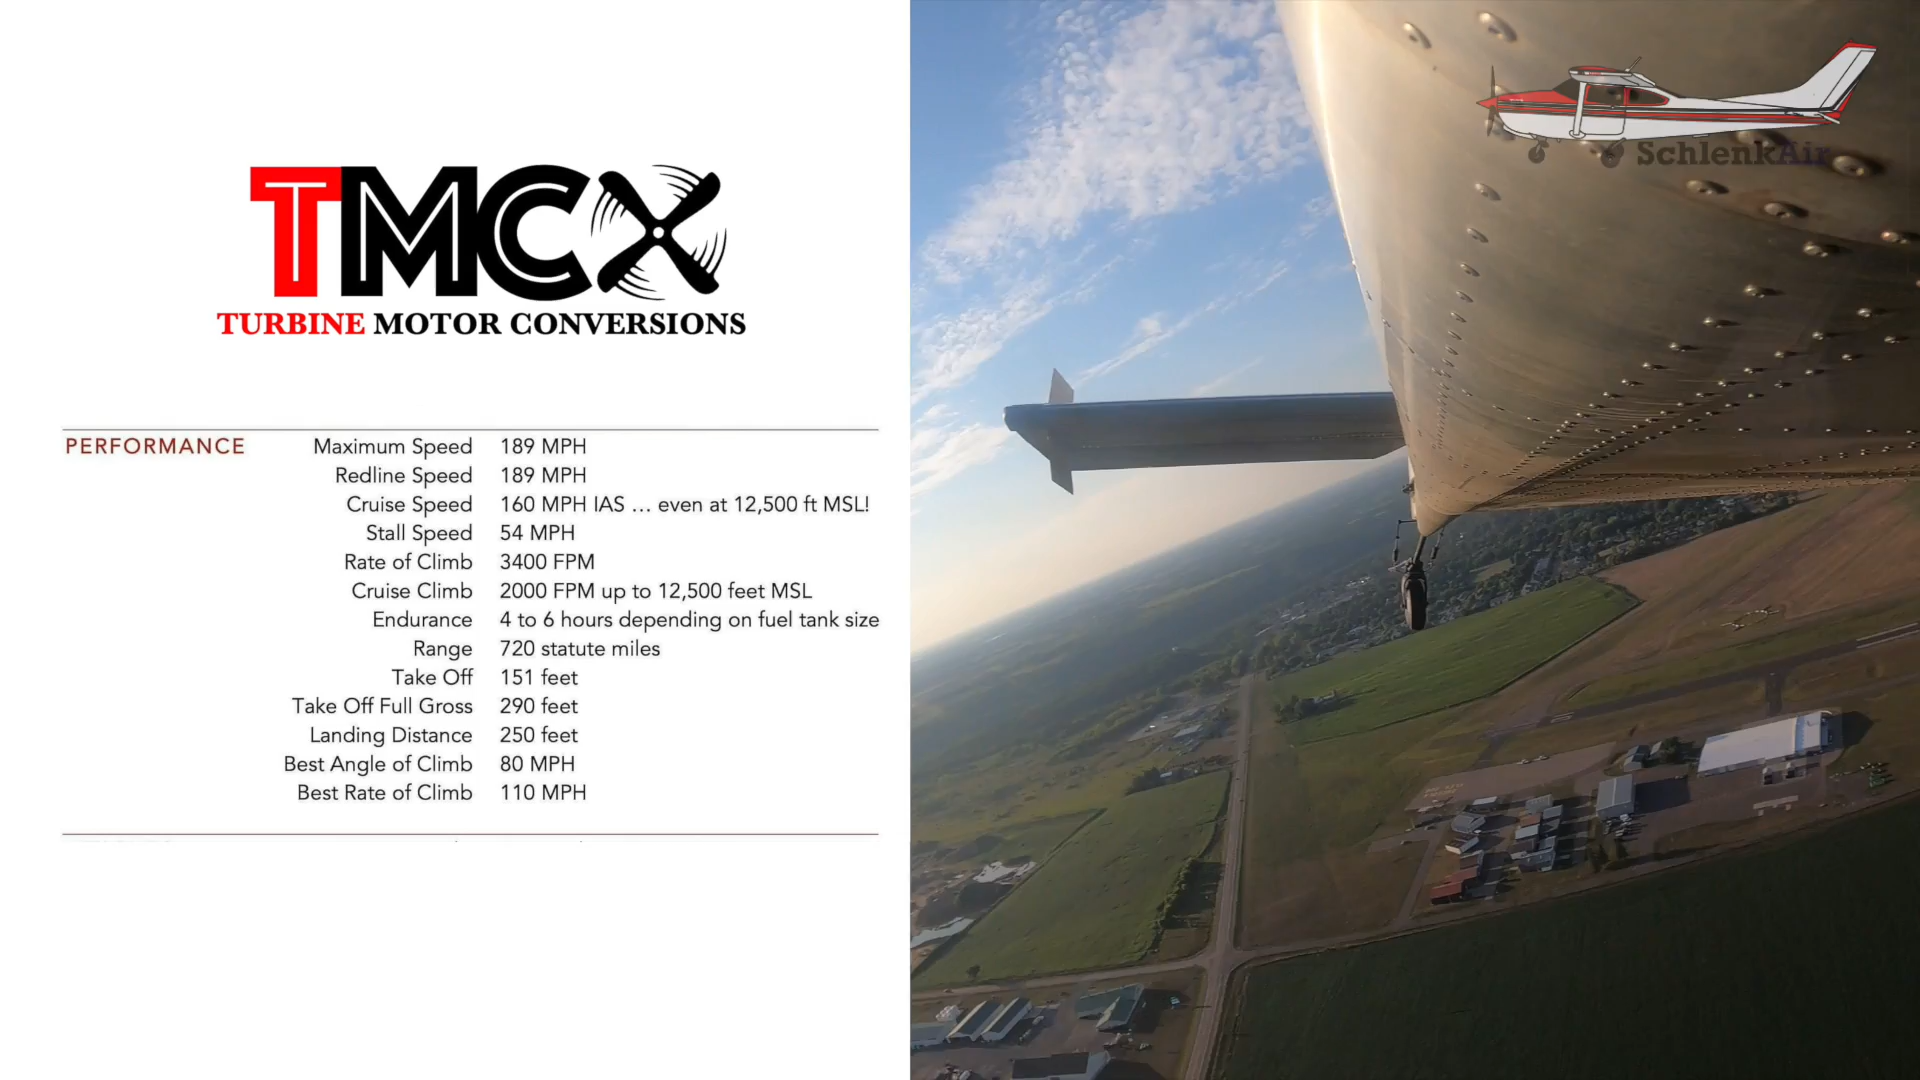 TMCX
TURBINE MOTOR CONVERSIONS
PERFORMANCE
Maximum Speed 189 MPH
Redline Speed 189 MPH
Cruise Speed 160 MPH IAS ... even at 12,500 ft MSL!
Stall Speed 54 MPH
Rate of Climb 3400 FPM
Cruise Climb 2000 FPM up to 12,500 feet MSL
Endurance 4 to 6 hours depending on fuel tank size
Range 720 statute miles
Take Off 151 feet
Take Off Full Gross 290 feet
Landing Distance 250 feet
Best Angle of Climb 80 MPH
Best Rate of Climb 110 MPH
SchlenkAir